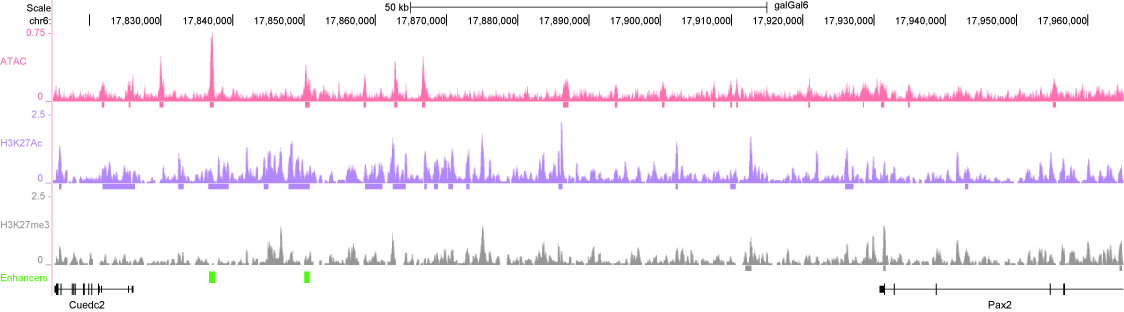 Scale 50 kb galGal6
chr6: 17,830,000 17,840,000 17,850,000 17,860,000 17,870,000 17,880,000 17,890,000 17,900,000 17,910,000 17,920,000 17,930,000 17,940,000 17,950,000 17,960,000
0.75
ATAC
0
2.5
H3K27Ac
0
2.5
H3K27me3
0
Enhancers
Cuedc2 Pax2